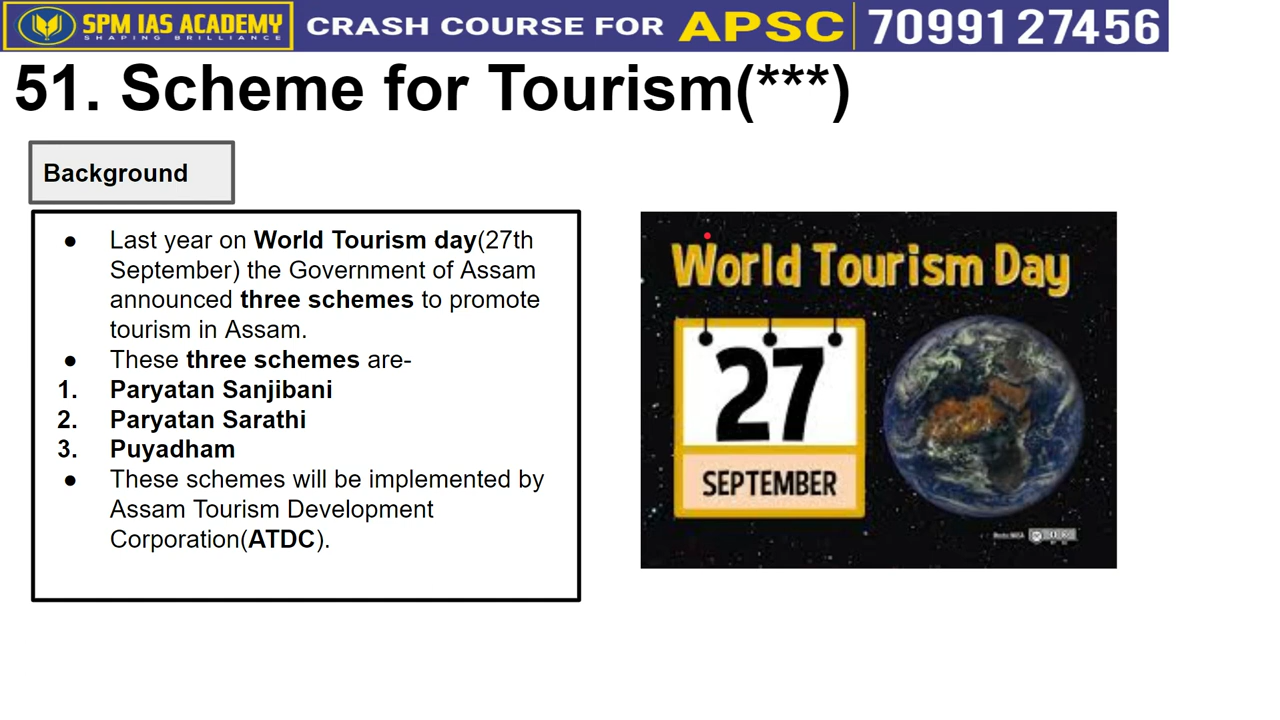 SPM IAS ACADEMY
SHAPING BRILLIANCE
CRASH COURSE FOR APSC 70991 27456
51. Scheme for Tourism(***)
Background
● Last year on World Tourism day(27th
September) the Government of Assam
announced three schemes to promote
tourism in Assam.
● These three schemes are-
1. Paryatan Sanjibani
2. Paryatan Sarathi
3. Puyadham
● These schemes will be implemented by
Assam Tourism Development
Corporation(ATDC).
World Tourism Day
27
SEPTEMBER